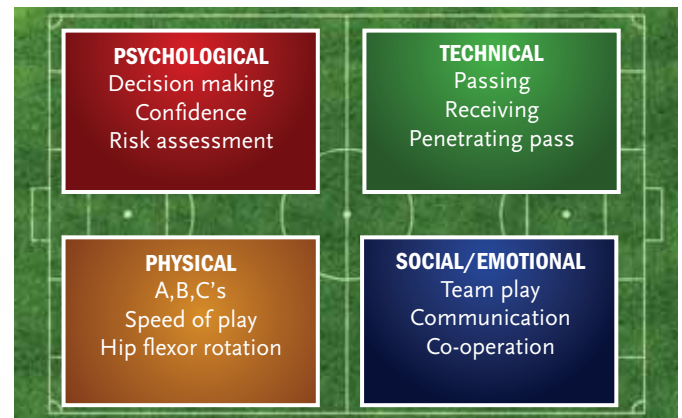 PSYCHOLOGICAL
Decision making
Confidence
Risk assessment
TECHNICAL
Passing
Receiving
Penetrating pass
PHYSICAL
A,B,C's
Speed of play
Hip flexor rotation
SOCIAL/EMOTIONAL
Team play
Communication
Co-operation